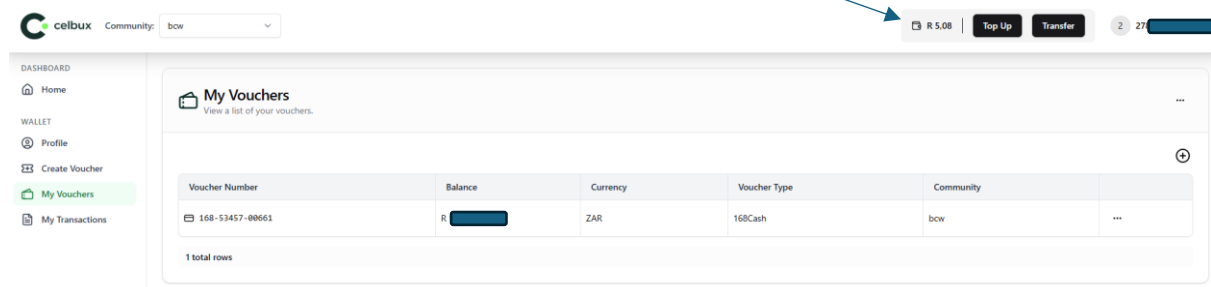 celbux Community: bcw R 5.08 Top Up Transfer 2 27
DASHBOARD
Home
WALLET
Profile
Create Voucher
My Vouchers
My Transactions
My Vouchers
View a list of your vouchers.
Voucher Number Balance Currency Voucher Type Community
168-53457-00661 R ZAR 168Cash bcw
1 total rows